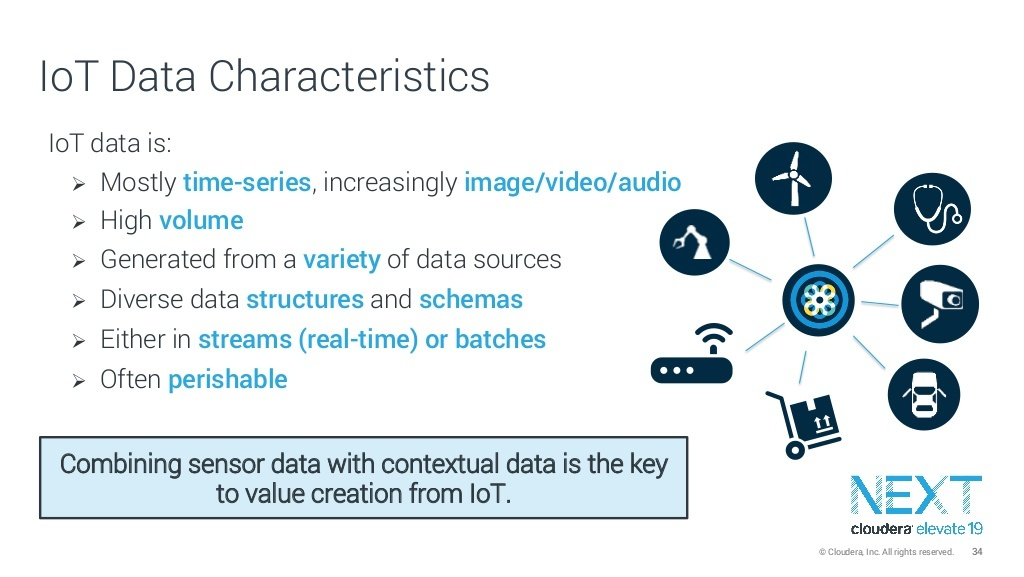 IoT Data Characteristics
IoT data is:
➢ Mostly time-series, increasingly image/video/audio
➢ High volume
➢ Generated from a variety of data sources
➢ Diverse data structures and schemas
➢ Either in streams (real-time) or batches
➢ Often perishable
Combining sensor data with contextual data is the key
to value creation from IoT.
NEXT
cloudera elevate 19
© Cloudera, Inc. All rights reserved. 34